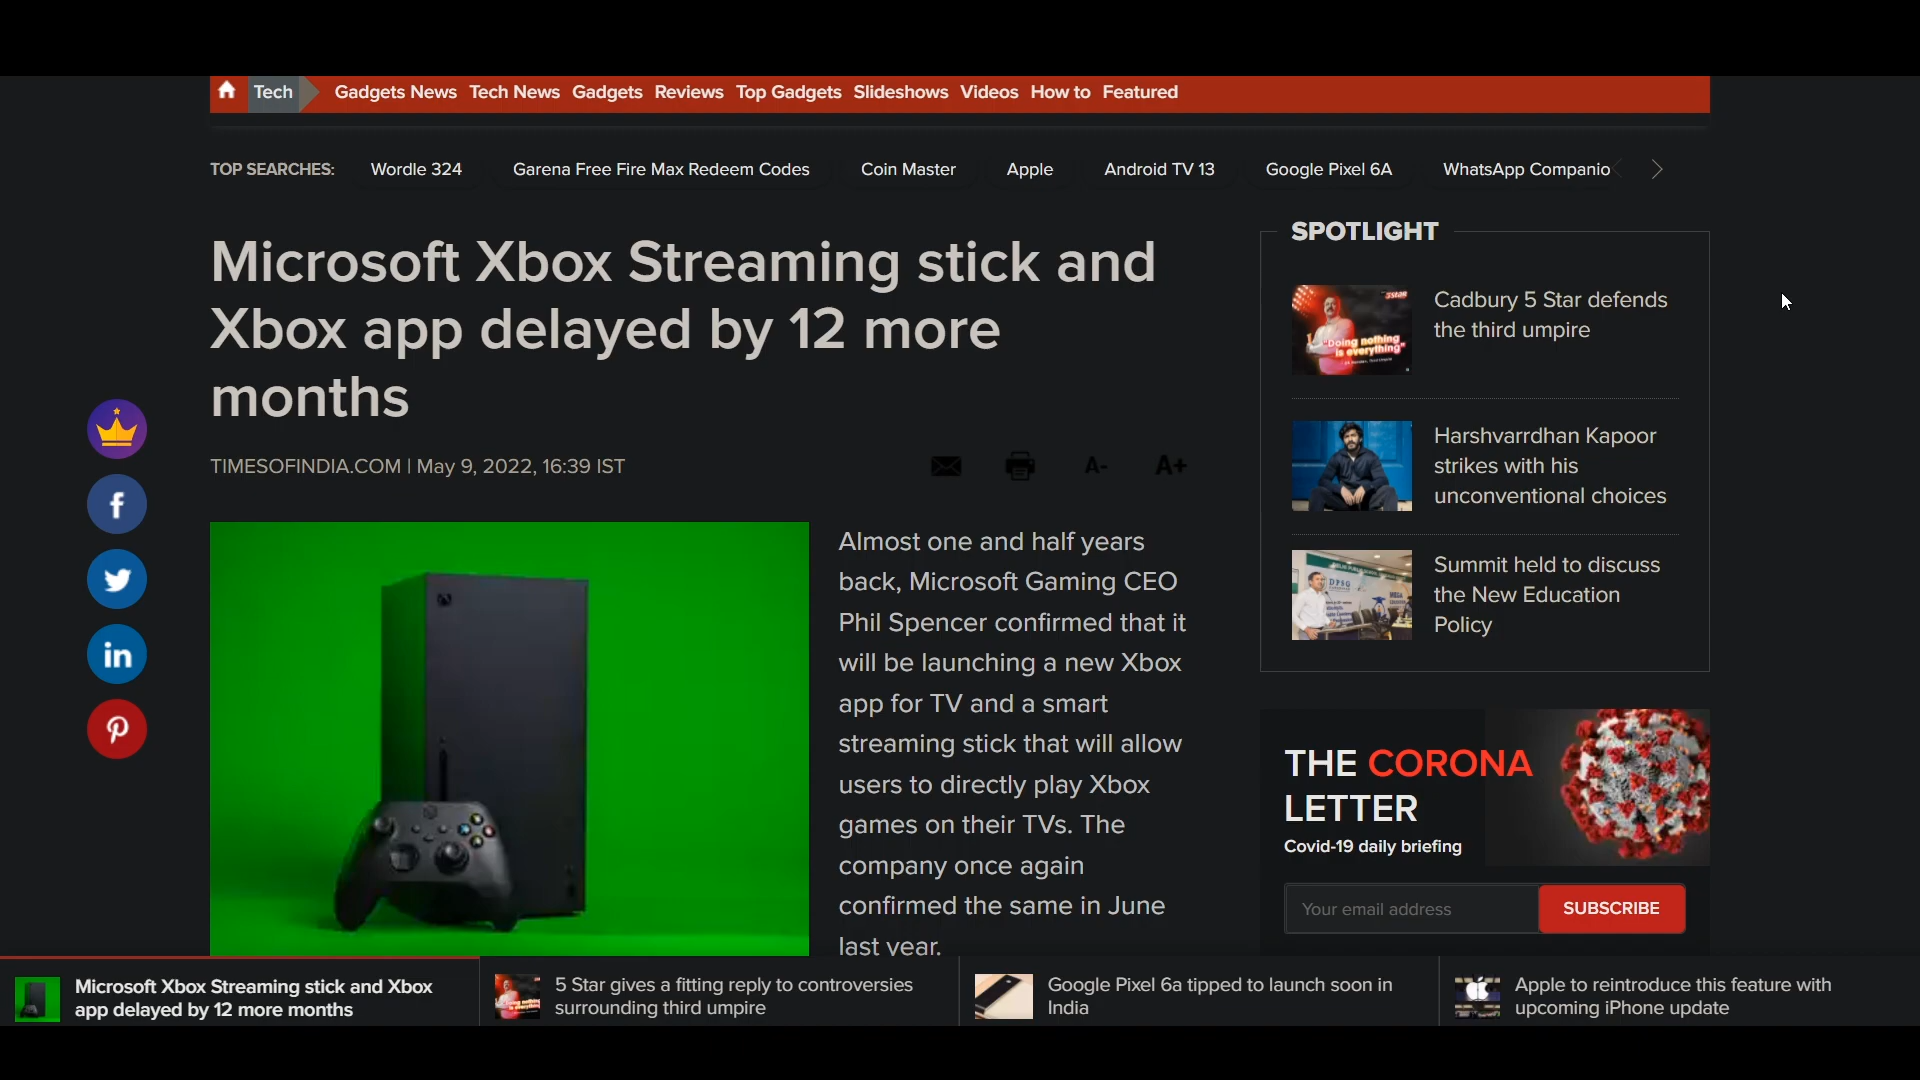 Tech Gadgets News Tech News Gadgets Reviews Top Gadgets Slideshows Videos How to Featured
TOP SEARCHES: Wordle 324 Garena Free Fire Max Redeem Codes Coin Master Apple Android TV 13 Google Pixel 6A WhatsApp Companio
Microsoft Xbox Streaming stick and
Xbox app delayed by 12 more
months
TIMESOFINDIA.COM | May 9, 2022, 16:39 IST
A- A+
Almost one and half years
back, Microsoft Gaming CEO
Phil Spencer confirmed that it
will be launching a new Xbox
app for TV and a smart
streaming stick that will allow
users to directly play Xbox
games on their TVs. The
company once again
confirmed the same in June
last year.
SPOTLIGHT
5Star
"Doing nothing
is everything"
Cadbury 5 Star defends
the third umpire
Harshvarrdhan Kapoor
strikes with his
unconventional choices
DPSG
Summit held to discuss
the New Education
Policy
THE CORONA
LETTER
Covid-19 daily briefing
Your email address SUBSCRIBE
Microsoft Xbox Streaming stick and Xbox
app delayed by 12 more months
5 Star gives a fitting reply to controversies
surrounding third umpire
Google Pixel 6a tipped to launch soon in
India
Apple to reintroduce this feature with
upcoming iPhone update